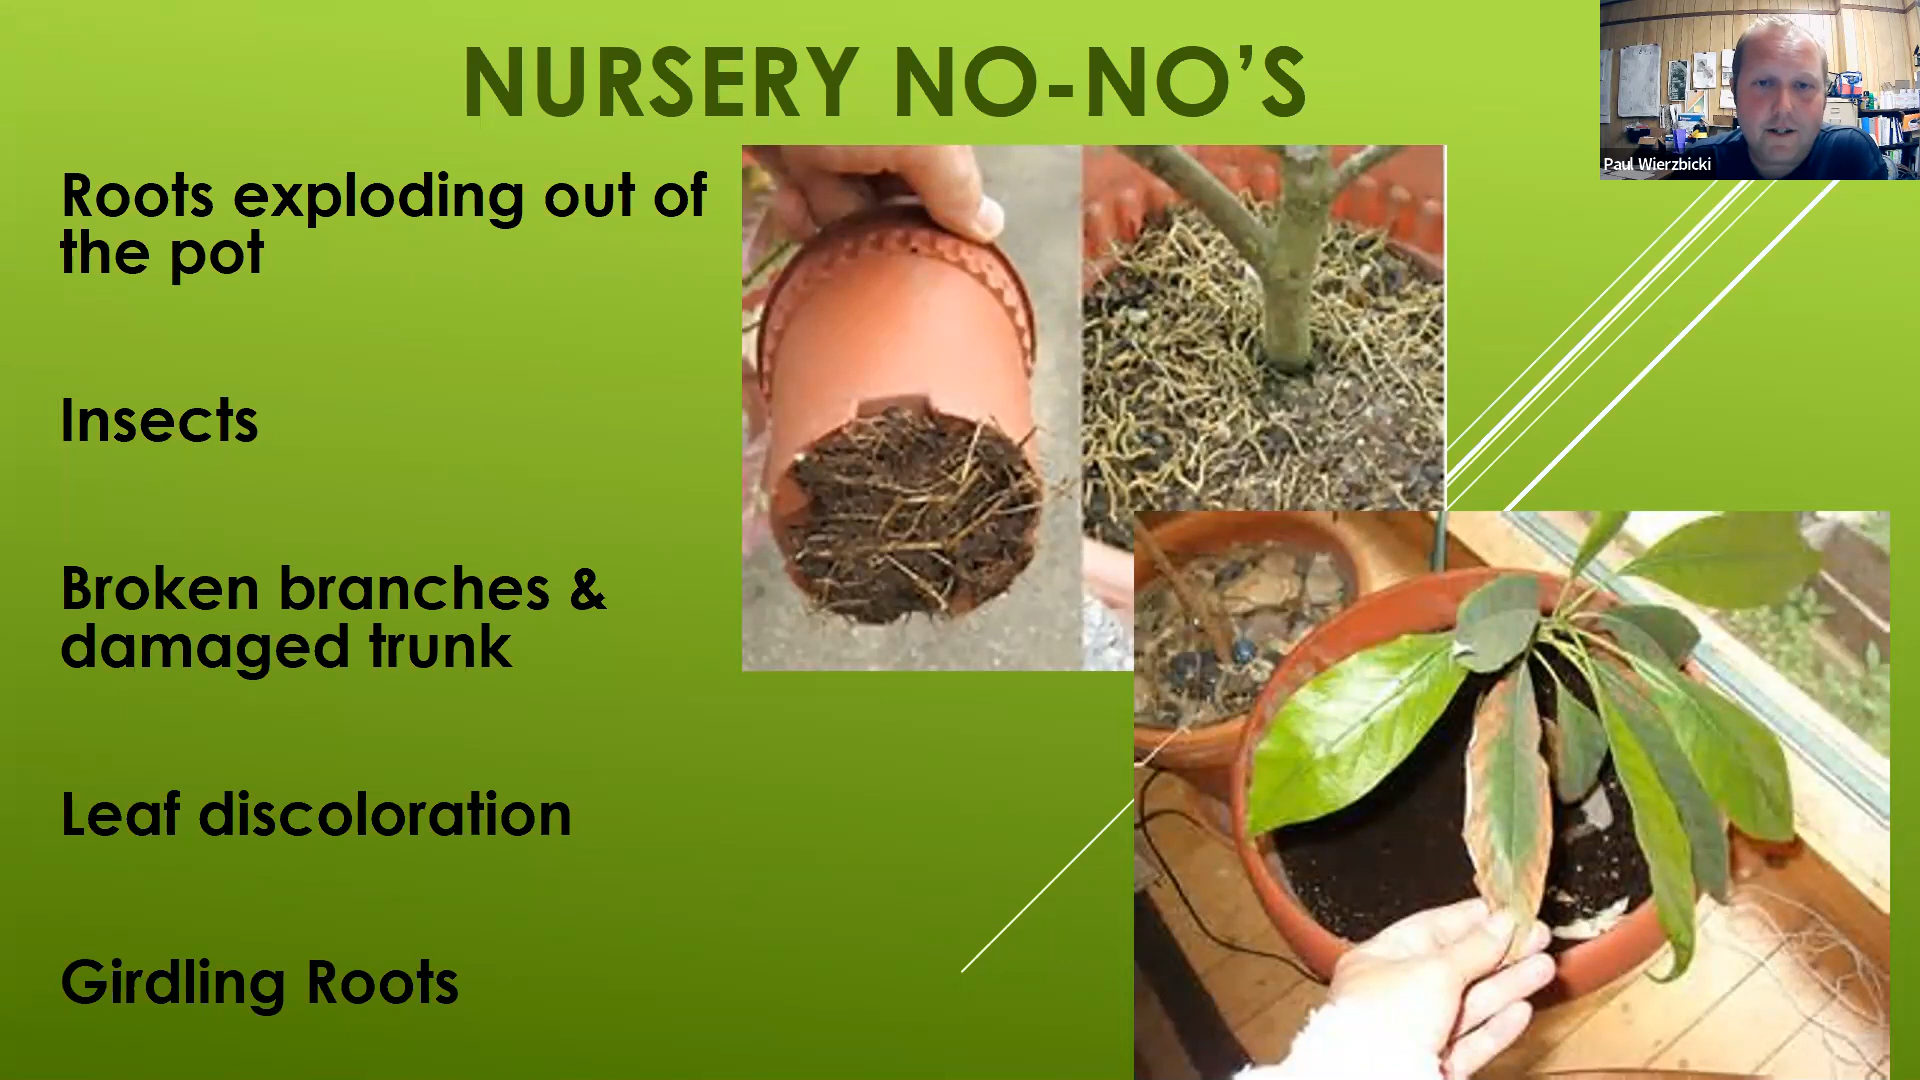 NURSERY NO-NO’S
Paul Wierzbicki
Roots exploding out of
the pot
Insects
Broken branches &
damaged trunk
Leaf discoloration
Girdling Roots